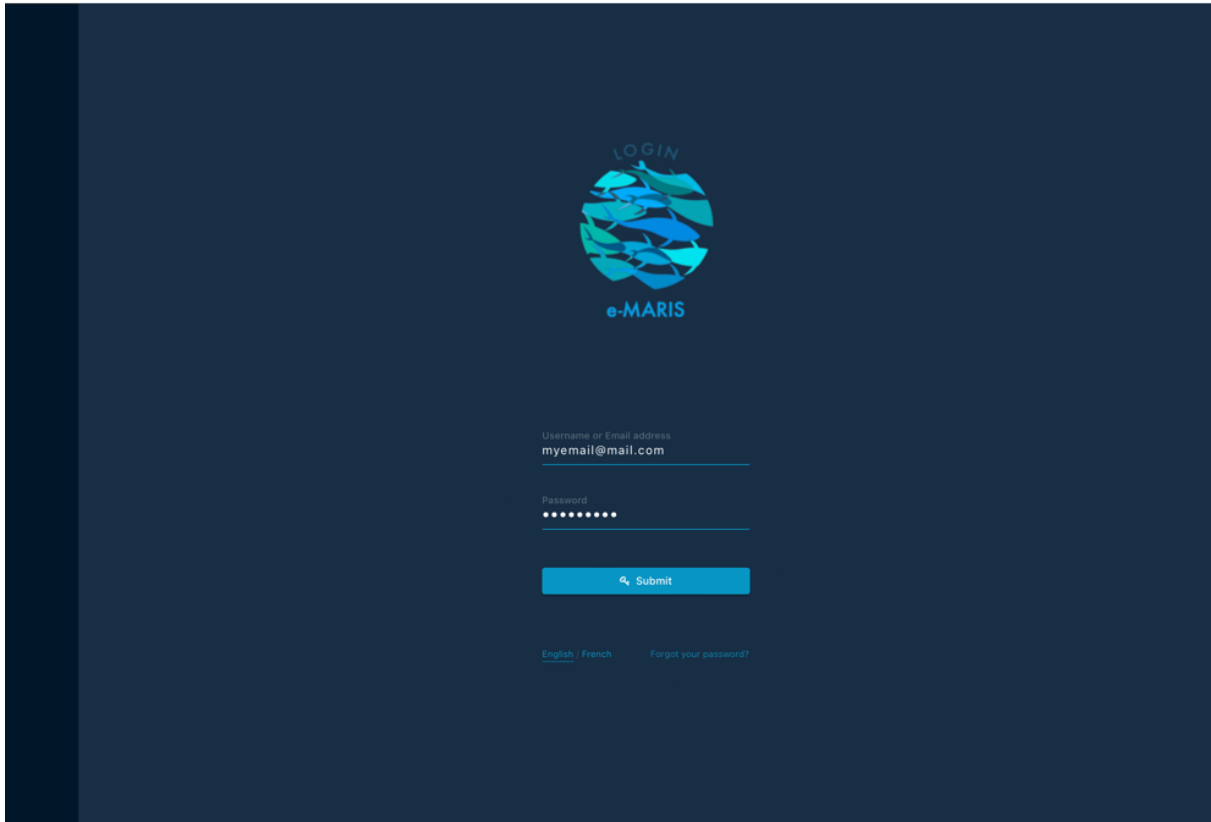 LOGIN
e-MARIS
Username or Email address
myemail@mail.com
Password
•••••••••
Submit
English / French
Forgot your password?